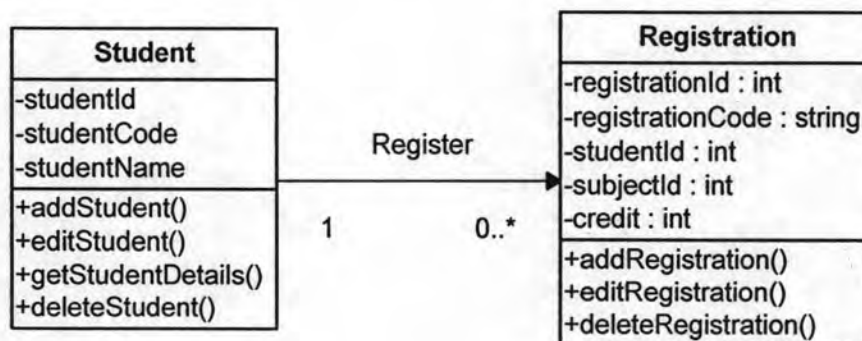 Student
-studentId
-studentCode
-studentName
+addStudent()
+editStudent()
+getStudentDetails()
+deleteStudent()
Register
1
0..*
Registration
-registrationId : int
-registrationCode : string
-studentId : int
-subjectId : int
-credit : int
+addRegistration()
+editRegistration()
+deleteRegistration()